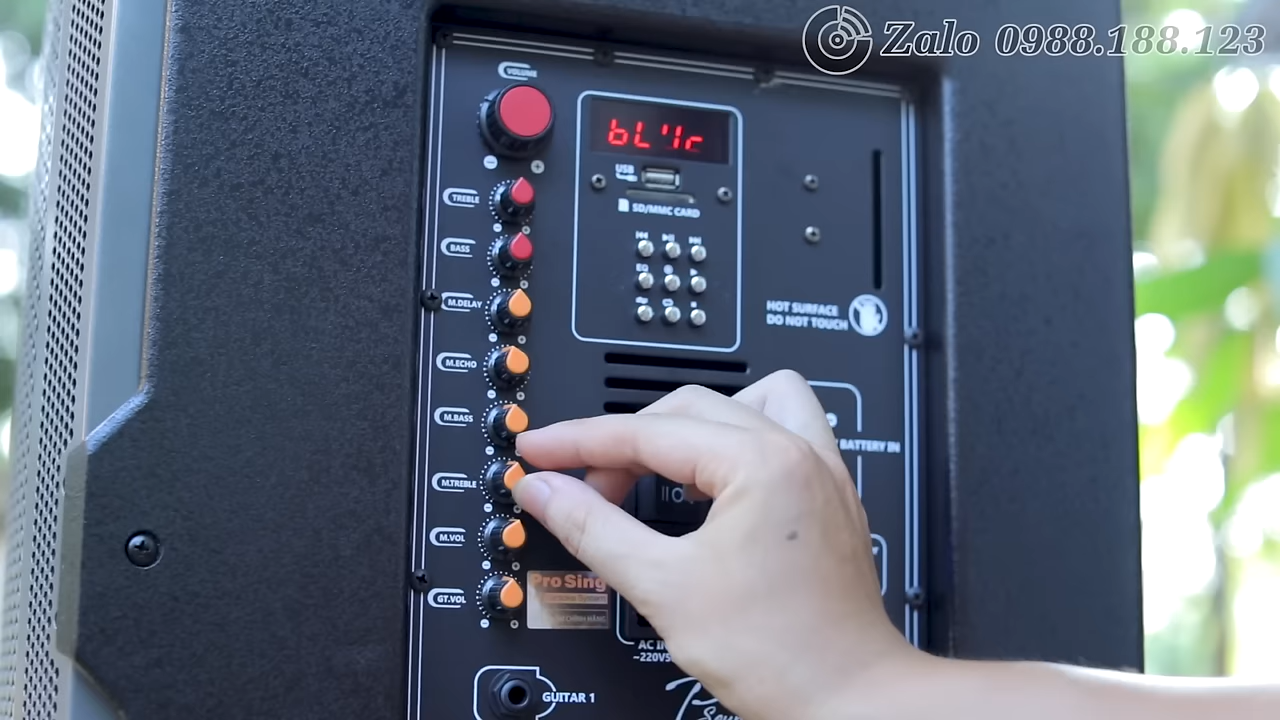 Zalo 0988.188.123
VOLUME
bL
USB
TREBLE
SD/MMC CARD
BASS
EQ
M.DELAY
HOT SURFACE
DO NOT TOUCH
M.ECHO
M.BASS
BATTERY IN
M.TREBLE
M.VOL
Pro Sing
GT.VOL
AC IN
~220V
GUITAR 1